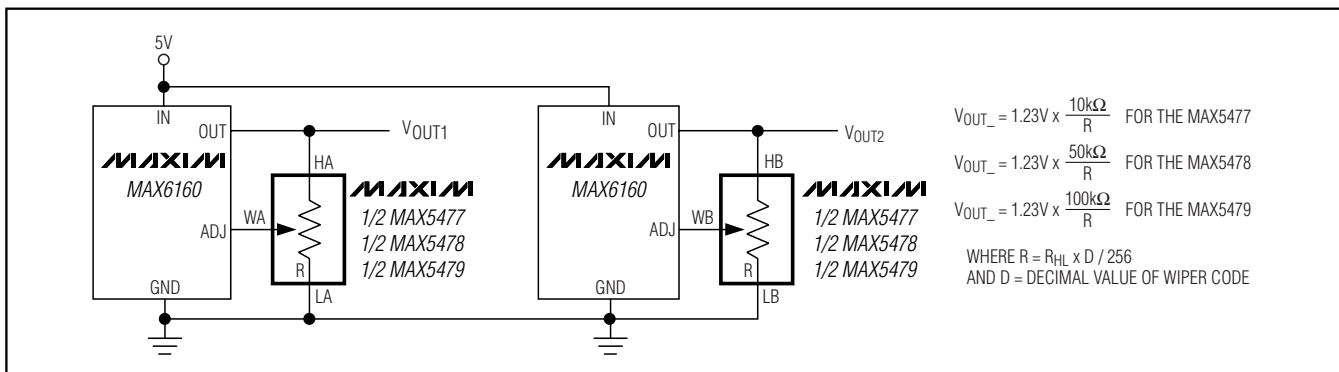 5V
IN
OUT
VOUT1
MAXIM
MAX6160
HA
MAXIM
1/2 MAX5477
1/2 MAX5478
1/2 MAX5479
ADJ
WA
R
GND
LA
IN
OUT
VOUT2
MAXIM
MAX6160
HB
MAXIM
1/2 MAX5477
1/2 MAX5478
1/2 MAX5479
ADJ
WB
R
GND
LB
VOUT_ = 1.23V x 10kΩ / R FOR THE MAX5477
VOUT_ = 1.23V x 50kΩ / R FOR THE MAX5478
VOUT_ = 1.23V x 100kΩ / R FOR THE MAX5479
WHERE R = RHL x D / 256
AND D = DECIMAL VALUE OF WIPER CODE